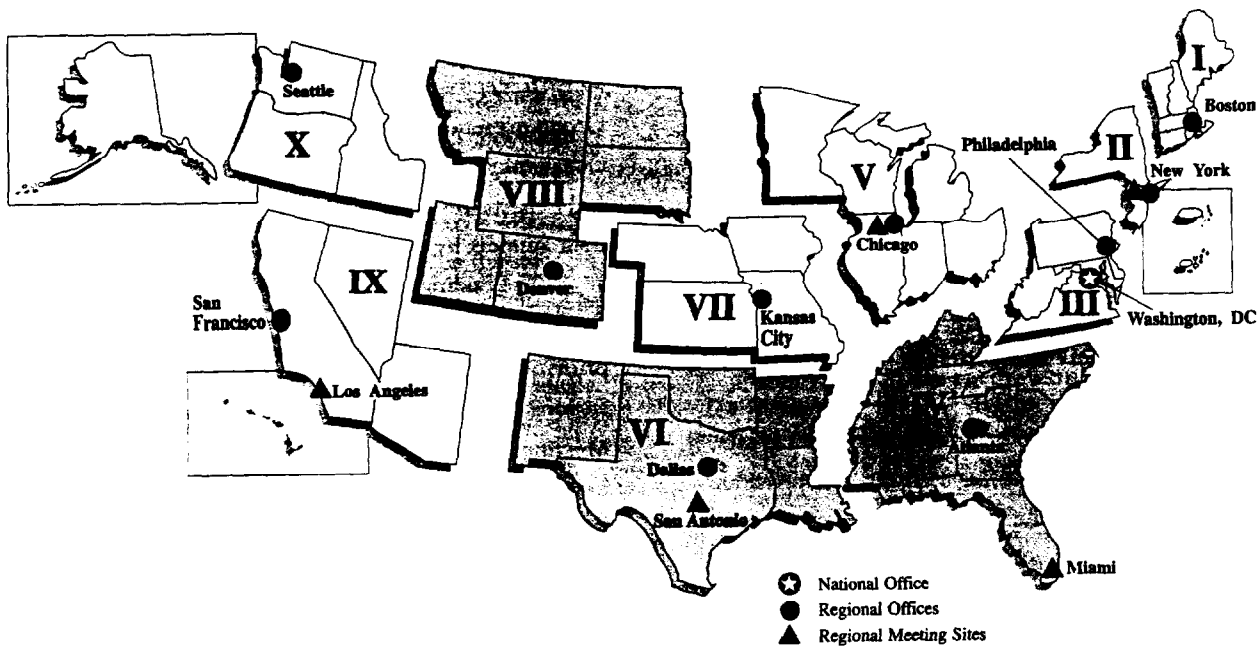 I
Boston
Seattle
Philadelphia
II
X
New York
V
VIII
Chicago
IX
Denver
San
Francisco
VII
III
Kansas
City
Washington, DC
Los Angeles
VI
Dallas
San Antonio
Miami
National Office
Regional Offices
Regional Meeting Sites